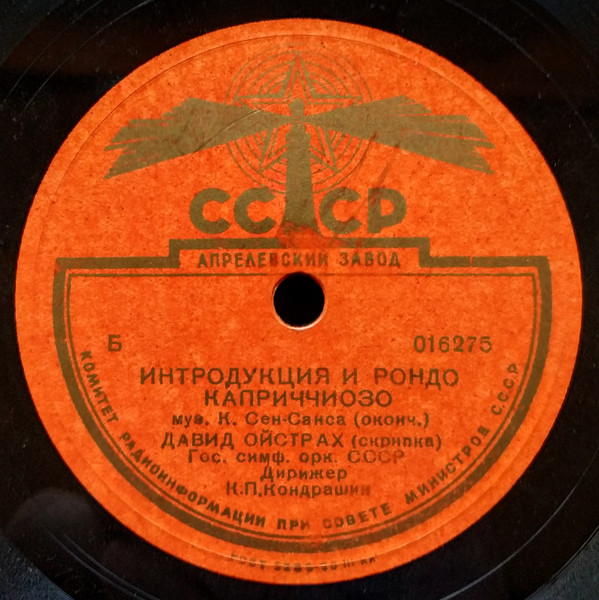 СССР
АПРЕЛЕВСКИЙ ЗАВОД
Б 016275
ИНТРОДУКЦИЯ И РОНДО
КАПРИЧЧИОЗО
муз. К. Сен-Санса (оконч.)
ДАВИД ОЙСТРАХ (скрипка)
Гос. симф. орк. СССР
Дирижер
К.П.Кондрашин
КОМИТЕТ РАДИОИНФОРМАЦИИ ПРИ СОВЕТЕ МИНИСТРОВ С.С.С.Р.
ГОСТ